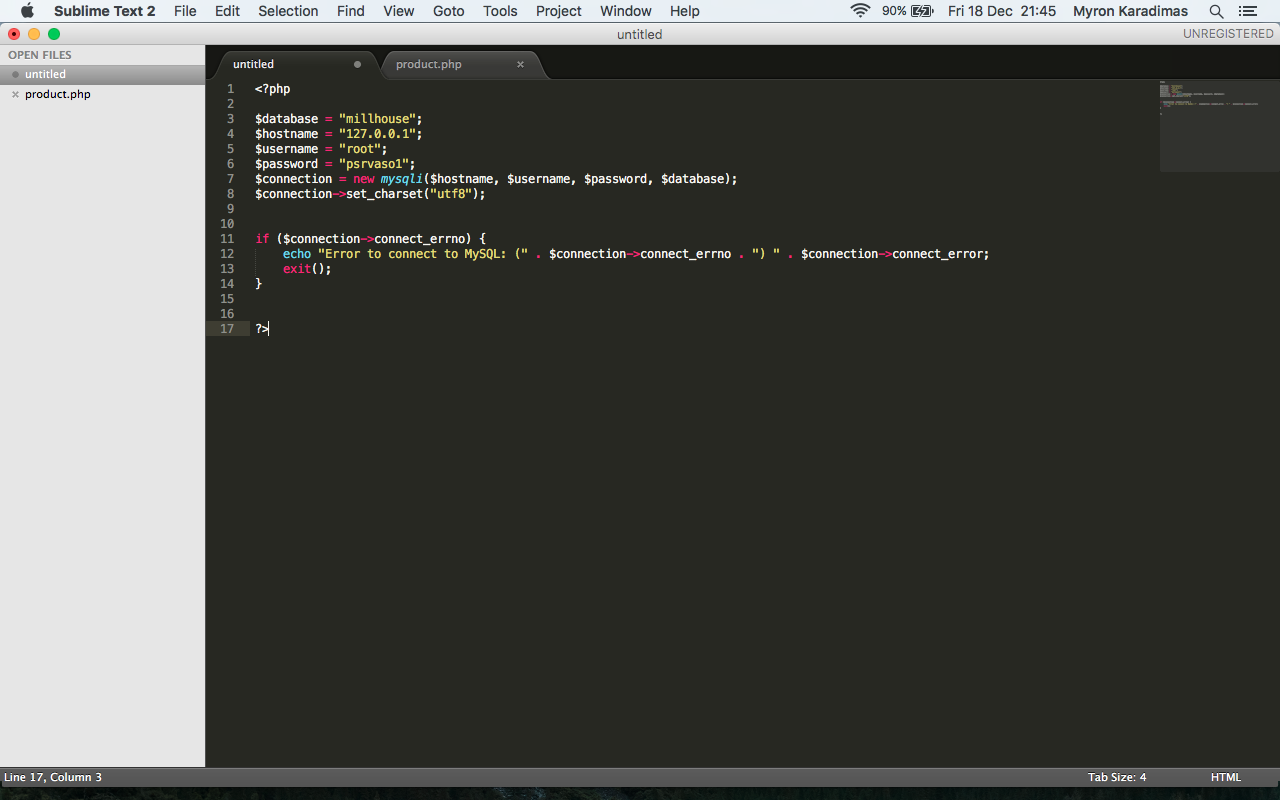 Sublime Text 2 File Edit Selection Find View Goto Tools Project Window Help 90% Fri 18 Dec 21:45 Myron Karadimas
untitled UNREGISTERED
OPEN FILES
untitled
product.php
untitled product.php
1 <?php
2
3 $database = "millhouse";
4 $hostname = "127.0.0.1";
5 $username = "root";
6 $password = "psrvaso1";
7 $connection = new mysqli($hostname, $username, $password, $database);
8 $connection->set_charset("utf8");
9
10
11 if ($connection->connect_errno) {
12     echo "Error to connect to MySQL: (" . $connection->connect_errno . ") " . $connection->connect_error;
13     exit();
14 }
15
16
17 ?>
Line 17, Column 3 Tab Size: 4 HTML